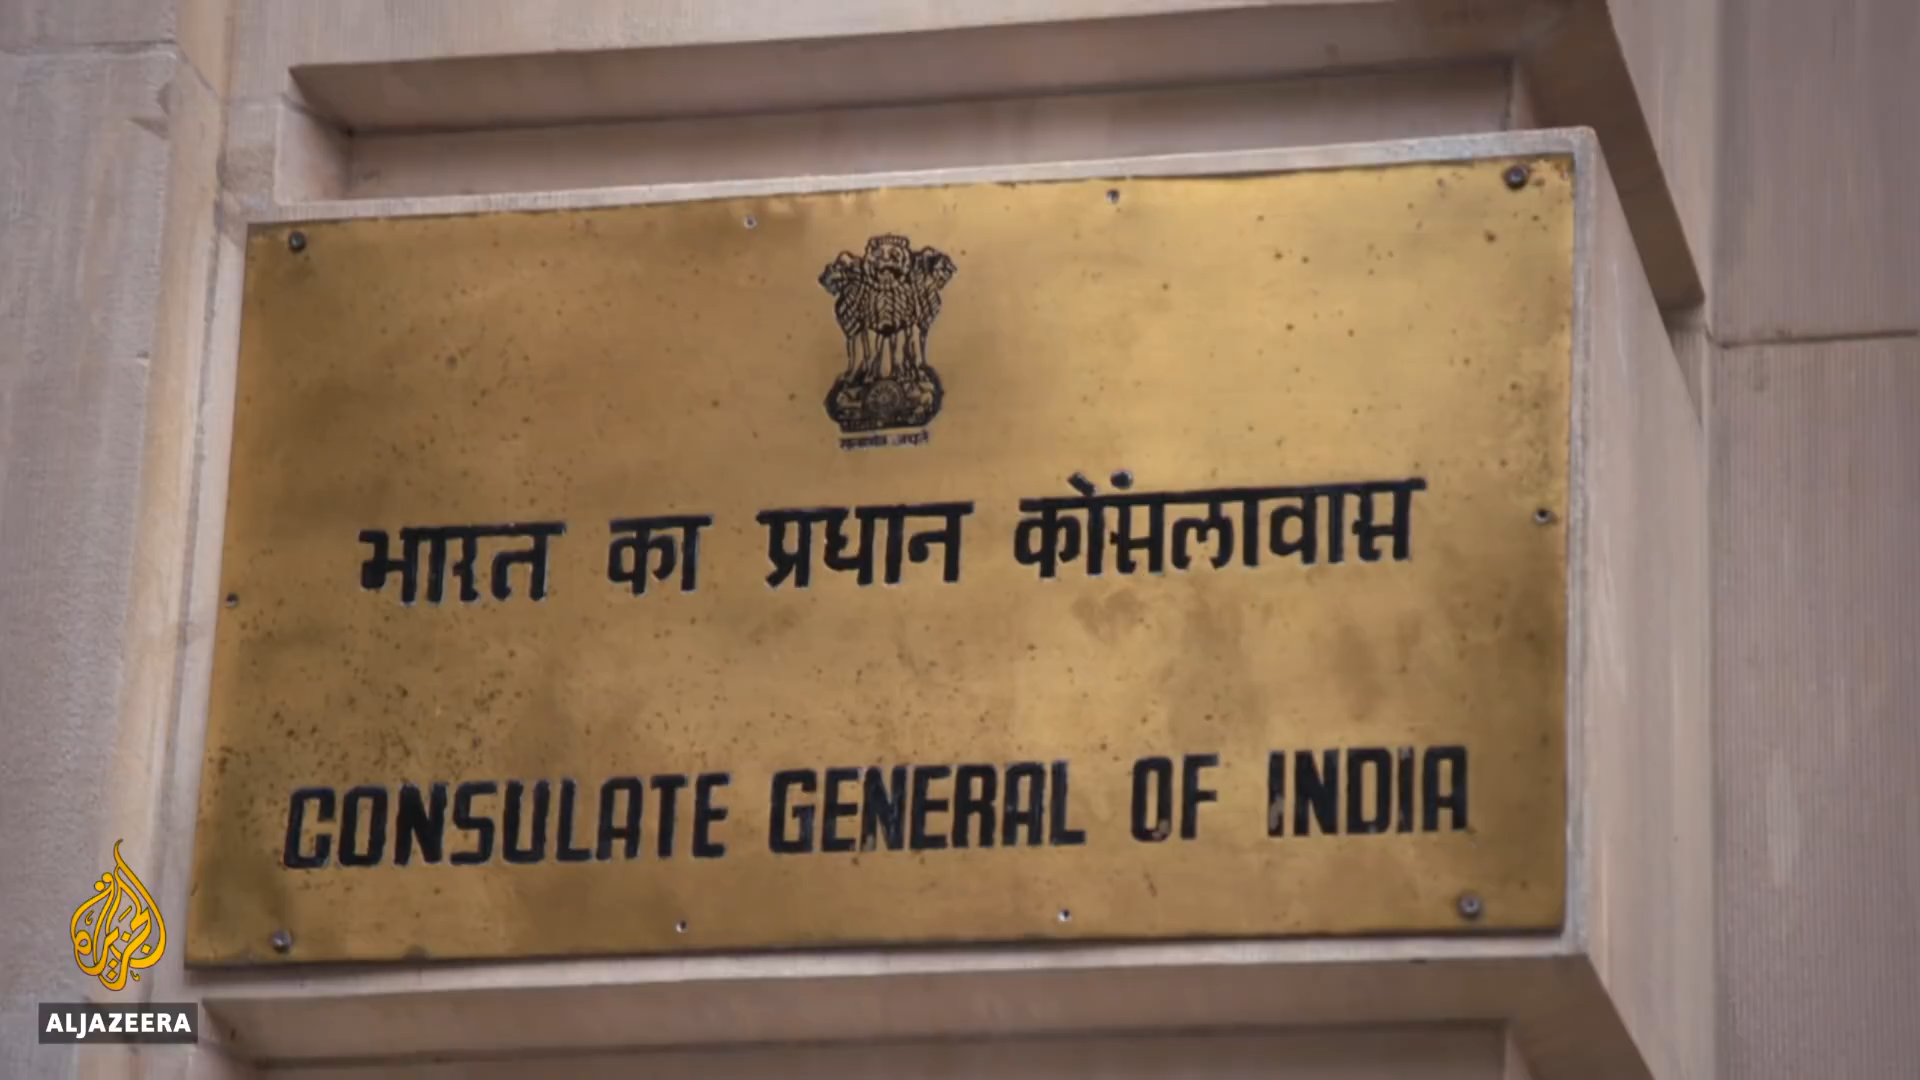 भारत का प्रधान कोंसलावास
CONSULATE GENERAL OF INDIA
ALJAZEERA